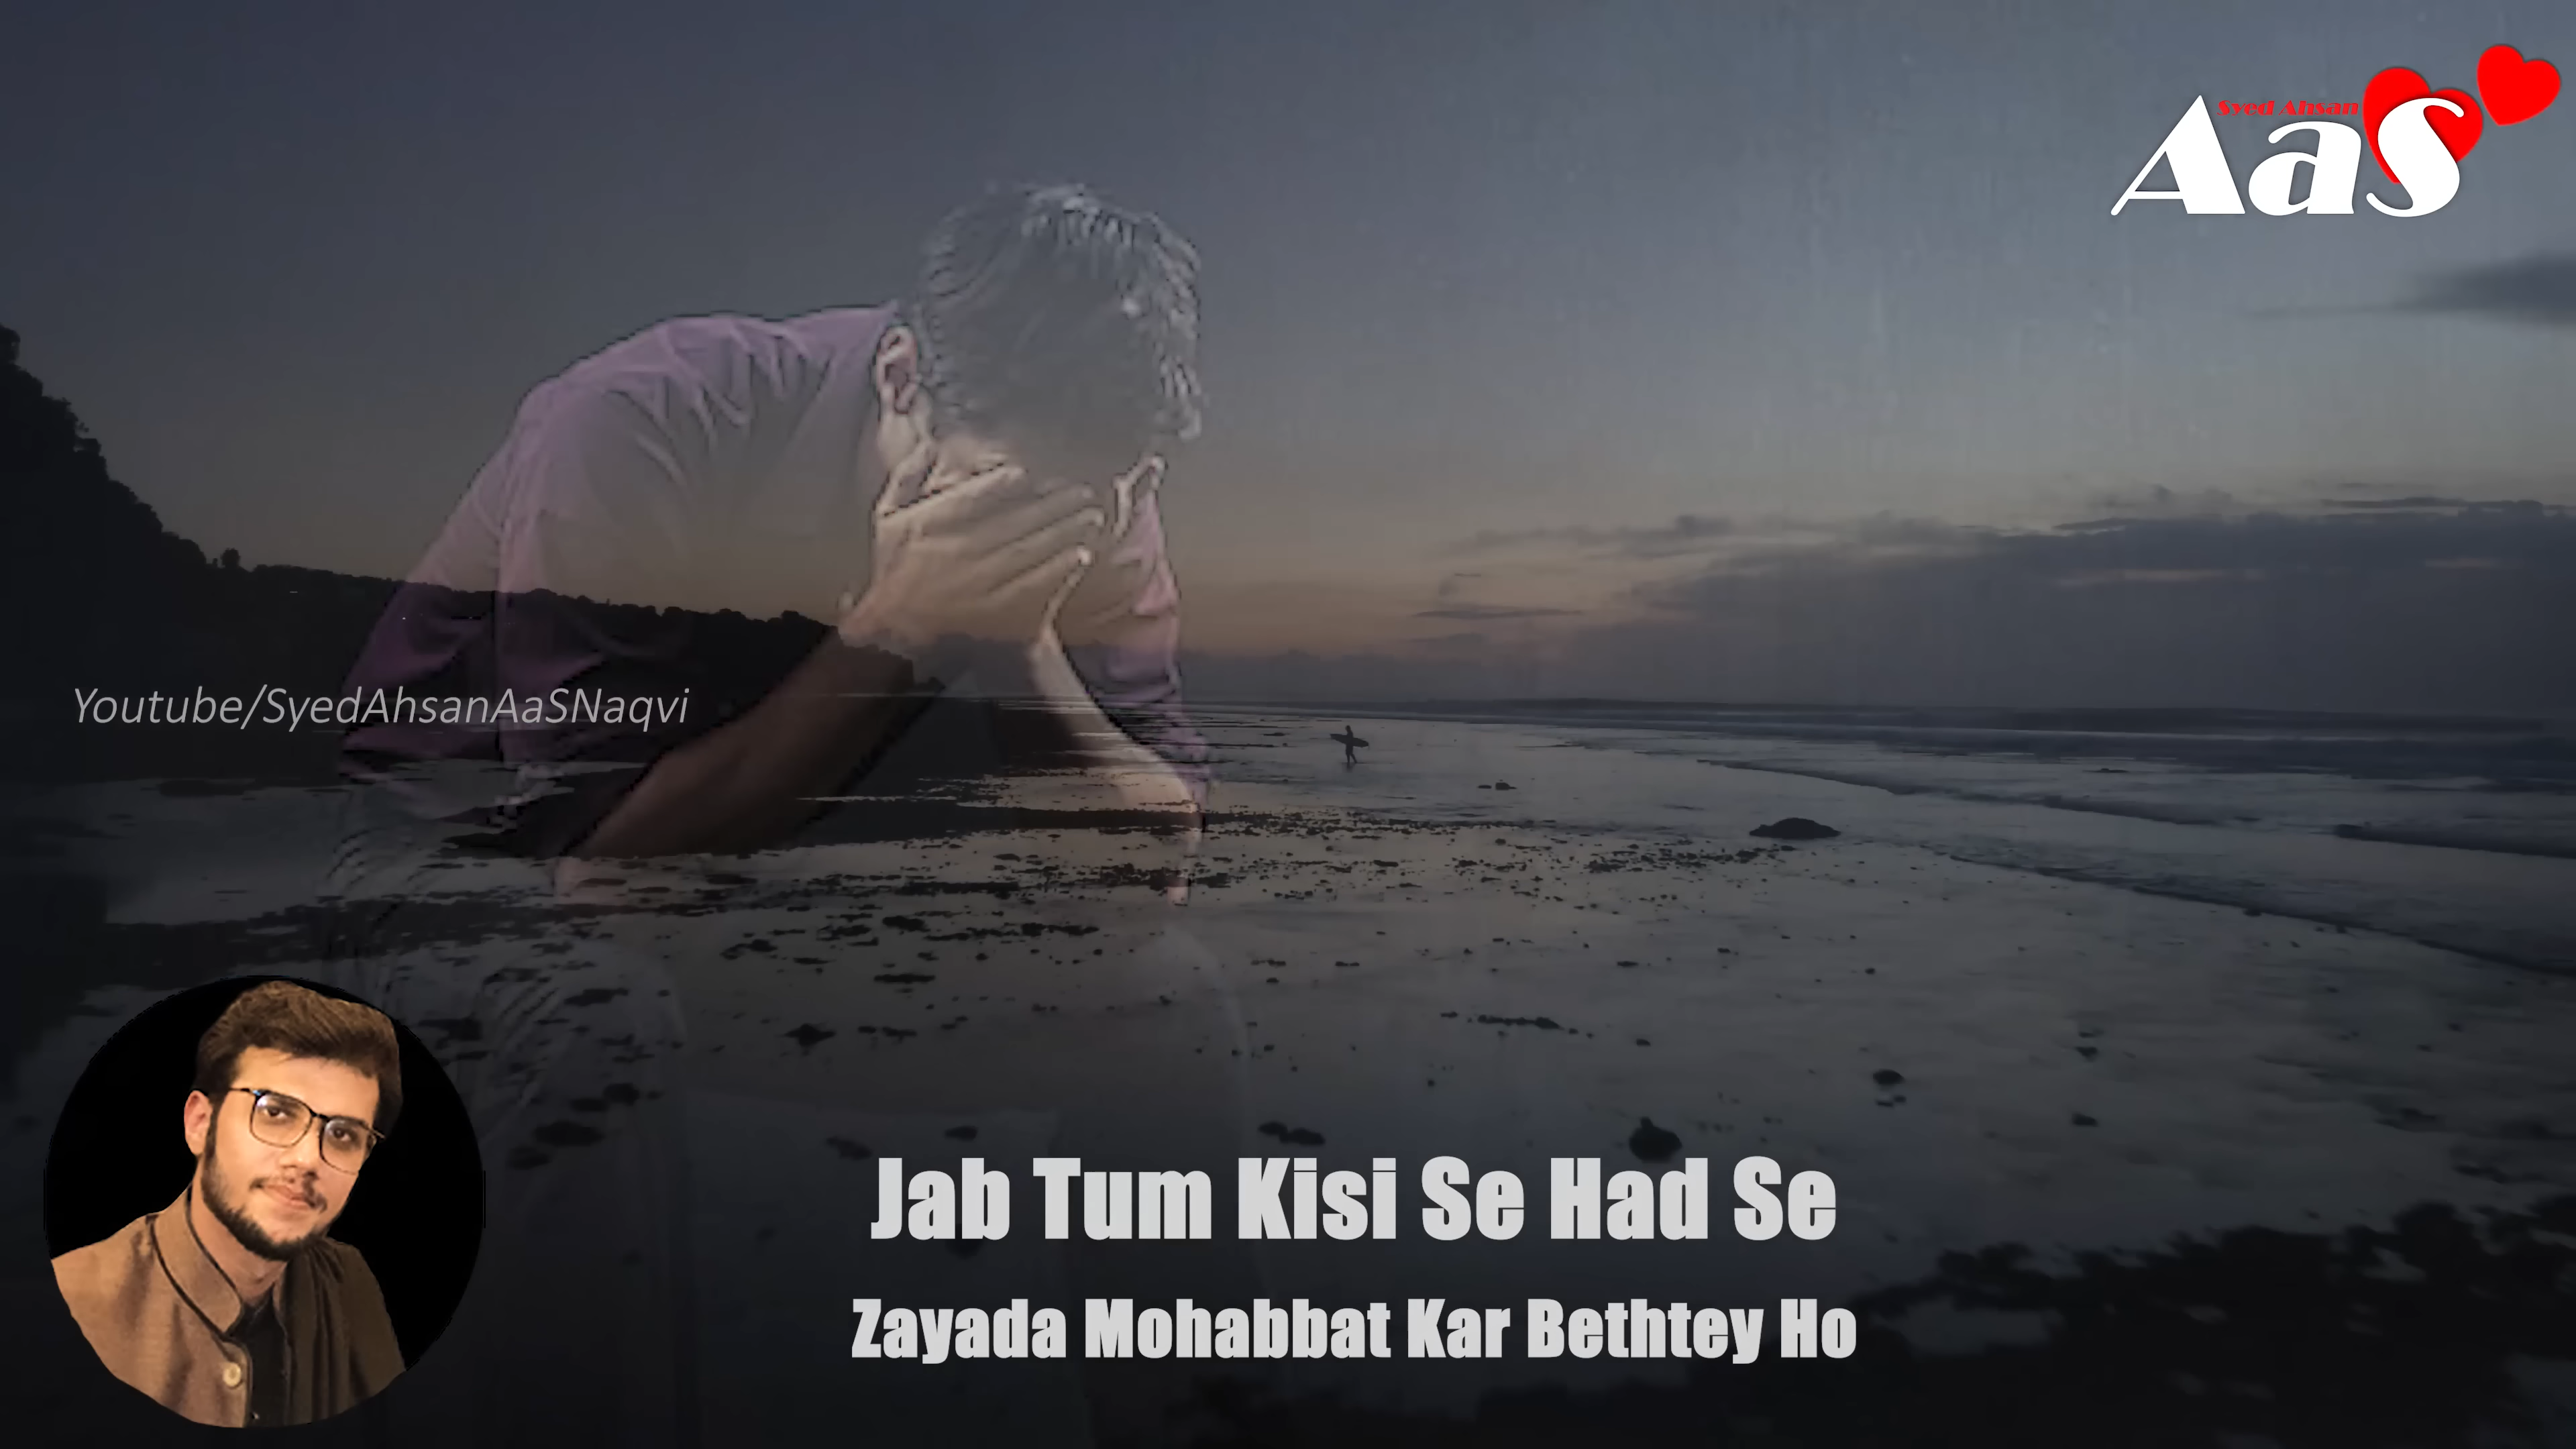 Syed Ahsan
AaS
Youtube/SyedAhsanAaSNaqvi
Jab Tum Kisi Se Had Se
Zayada Mohabbat Kar Bethtey Ho